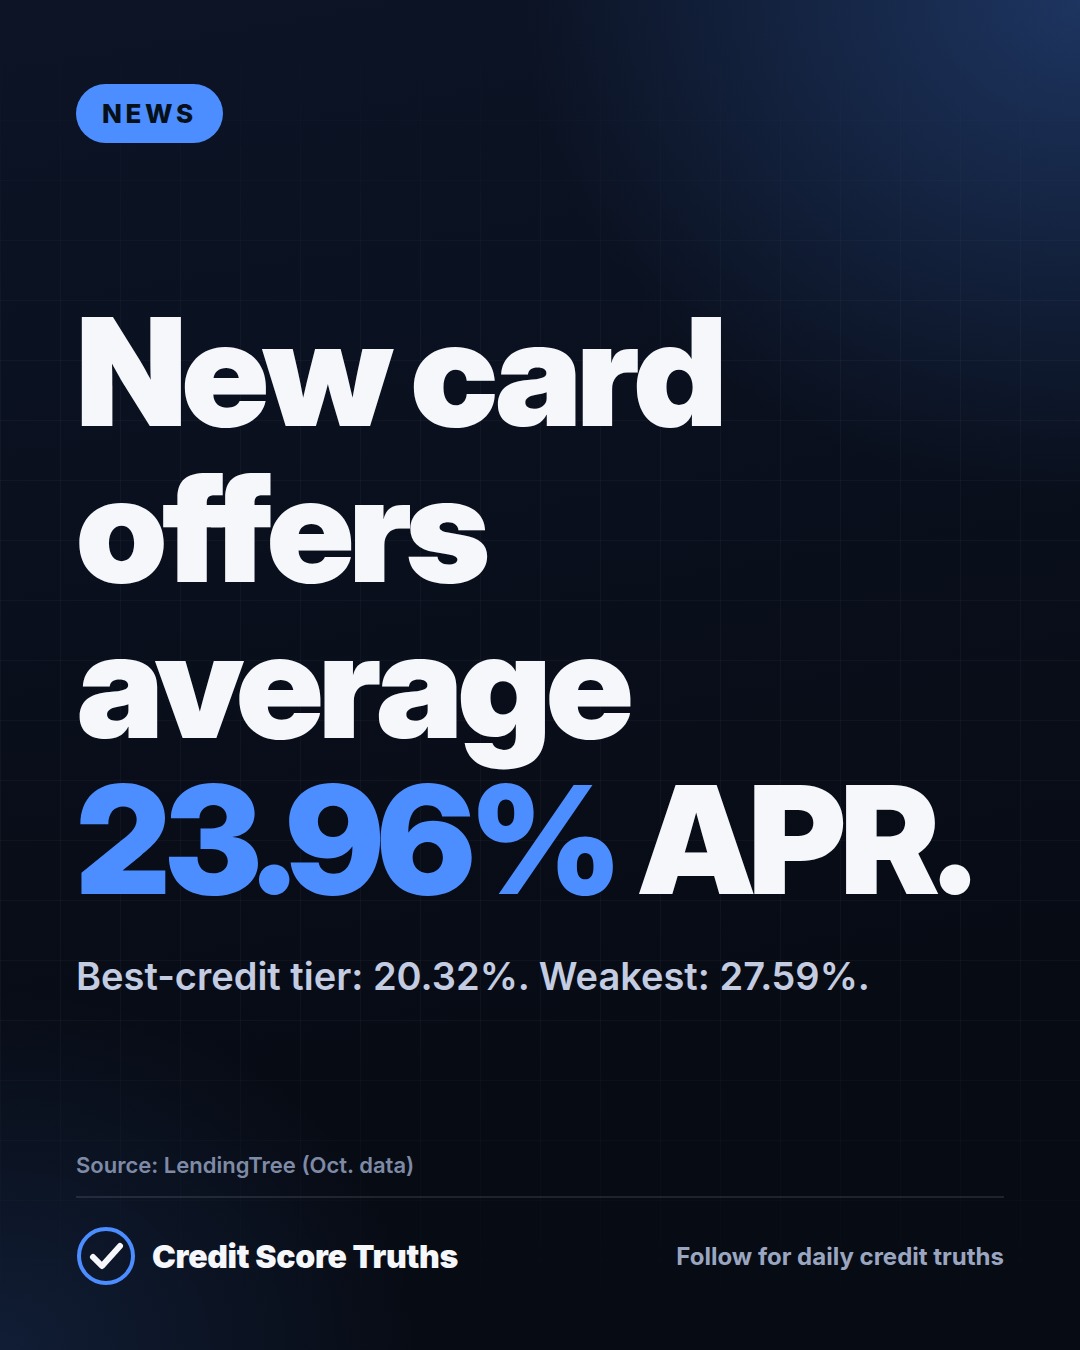 NEWS
New card
offers
average
23.96% APR.
Best-credit tier: 20.32%. Weakest: 27.59%.
Source: LendingTree (Oct. data)
Credit Score Truths
Follow for daily credit truths